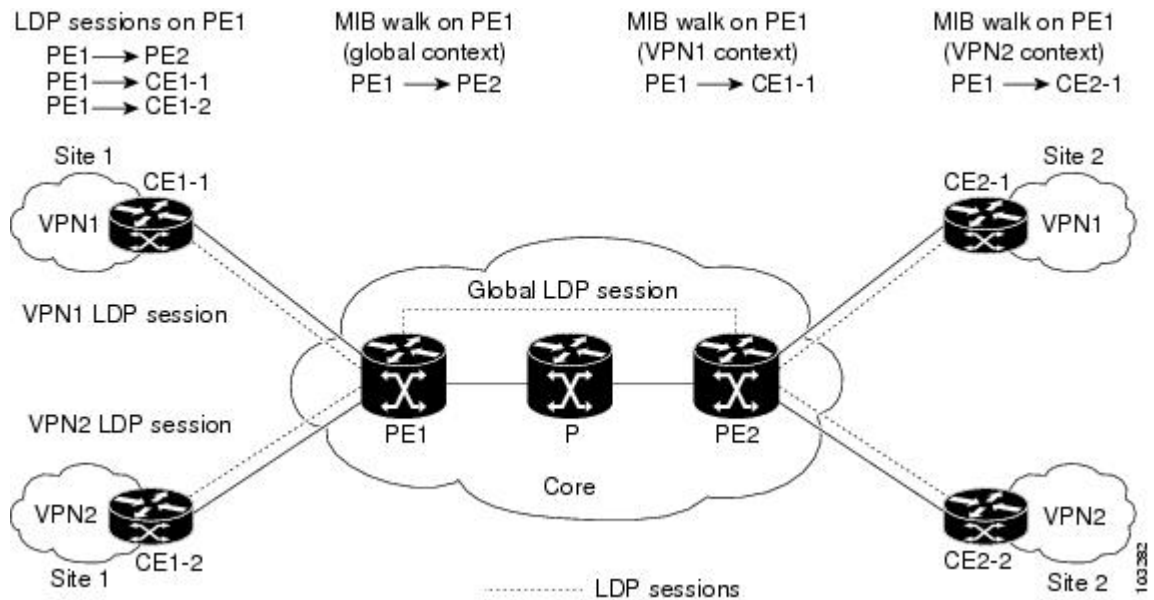 LDP sessions on PE1
PE1 → PE2
PE1 → CE1-1
PE1 → CE1-2
MIB walk on PE1
(global context)
PE1 → PE2
MIB walk on PE1
(VPN1 context)
PE1 → CE1-1
MIB walk on PE1
(VPN2 context)
PE1 → CE2-1
Site 1
CE1-1
VPN1
Site 2
CE2-1
VPN1
Global LDP session
VPN1 LDP session
VPN2 LDP session
PE1
P
PE2
Core
VPN2
CE1-2
Site 1
VPN2
CE2-2
Site 2
LDP sessions
103282